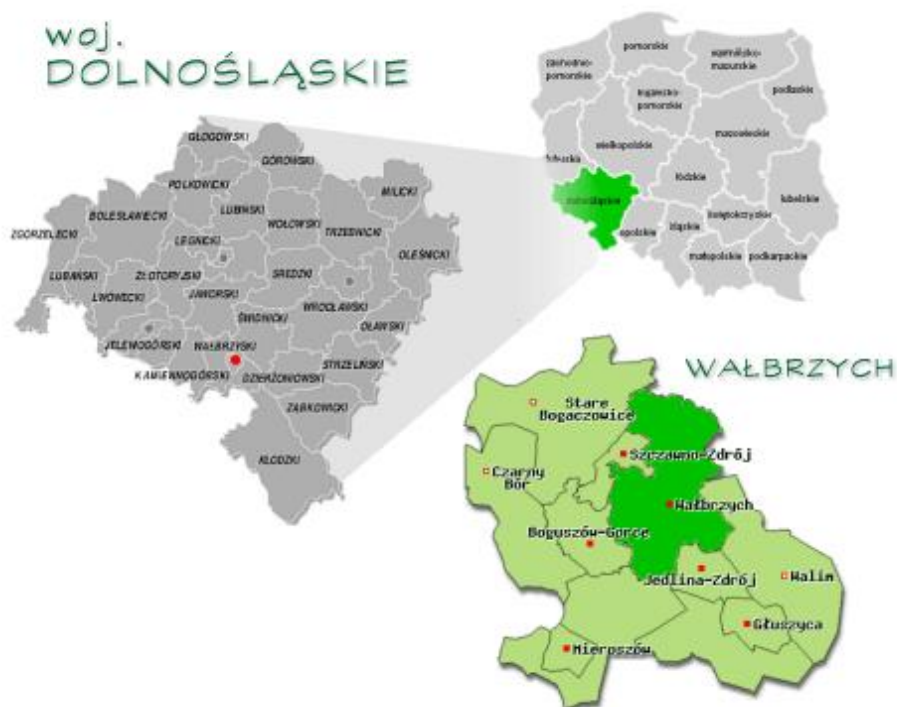 woj.
DOLNOŚLĄSKIE
pomorskie
warmińsko-
mazurskie
zachodnio-
pomorskie
podlaskie
kujawsko-
pomorskie
mazowieckie
wielkopolskie
lubuskie
łódzkie
lubelskie
dolnośląskie
opolskie
śląskie
świętokrzyskie
małopolskie
podkarpackie
GŁOGOWSKI
GÓROWSKI
POLKOWICKI
MILICKI
BOLESŁAWIECKI
LUBIŃSKI
WOŁOWSKI
TRZEBNICKI
ZGORZELECKI
LEGNICKI
OLEŚNICKI
LUBAŃSKI
ZŁOTORYJSKI
ŚREDZKI
LWÓWECKI
JAWORSKI
WROCŁAWSKI
ŚWIDNICKI
OŁAWSKI
JELENIOGÓRSKI
WAŁBRZYSKI
STRZELIŃSKI
KAMIENNOGÓRSKI
DZIERŻONIOWSKI
ZĄBKOWICKI
KŁODZKI
WAŁBRZYCH
Stare
Bogaczowice
Szczawno-Zdrój
Czarny
Bór
Wałbrzych
Boguszów-Gorce
Jedlina-Zdrój
Walim
Głuszyca
Mieroszów